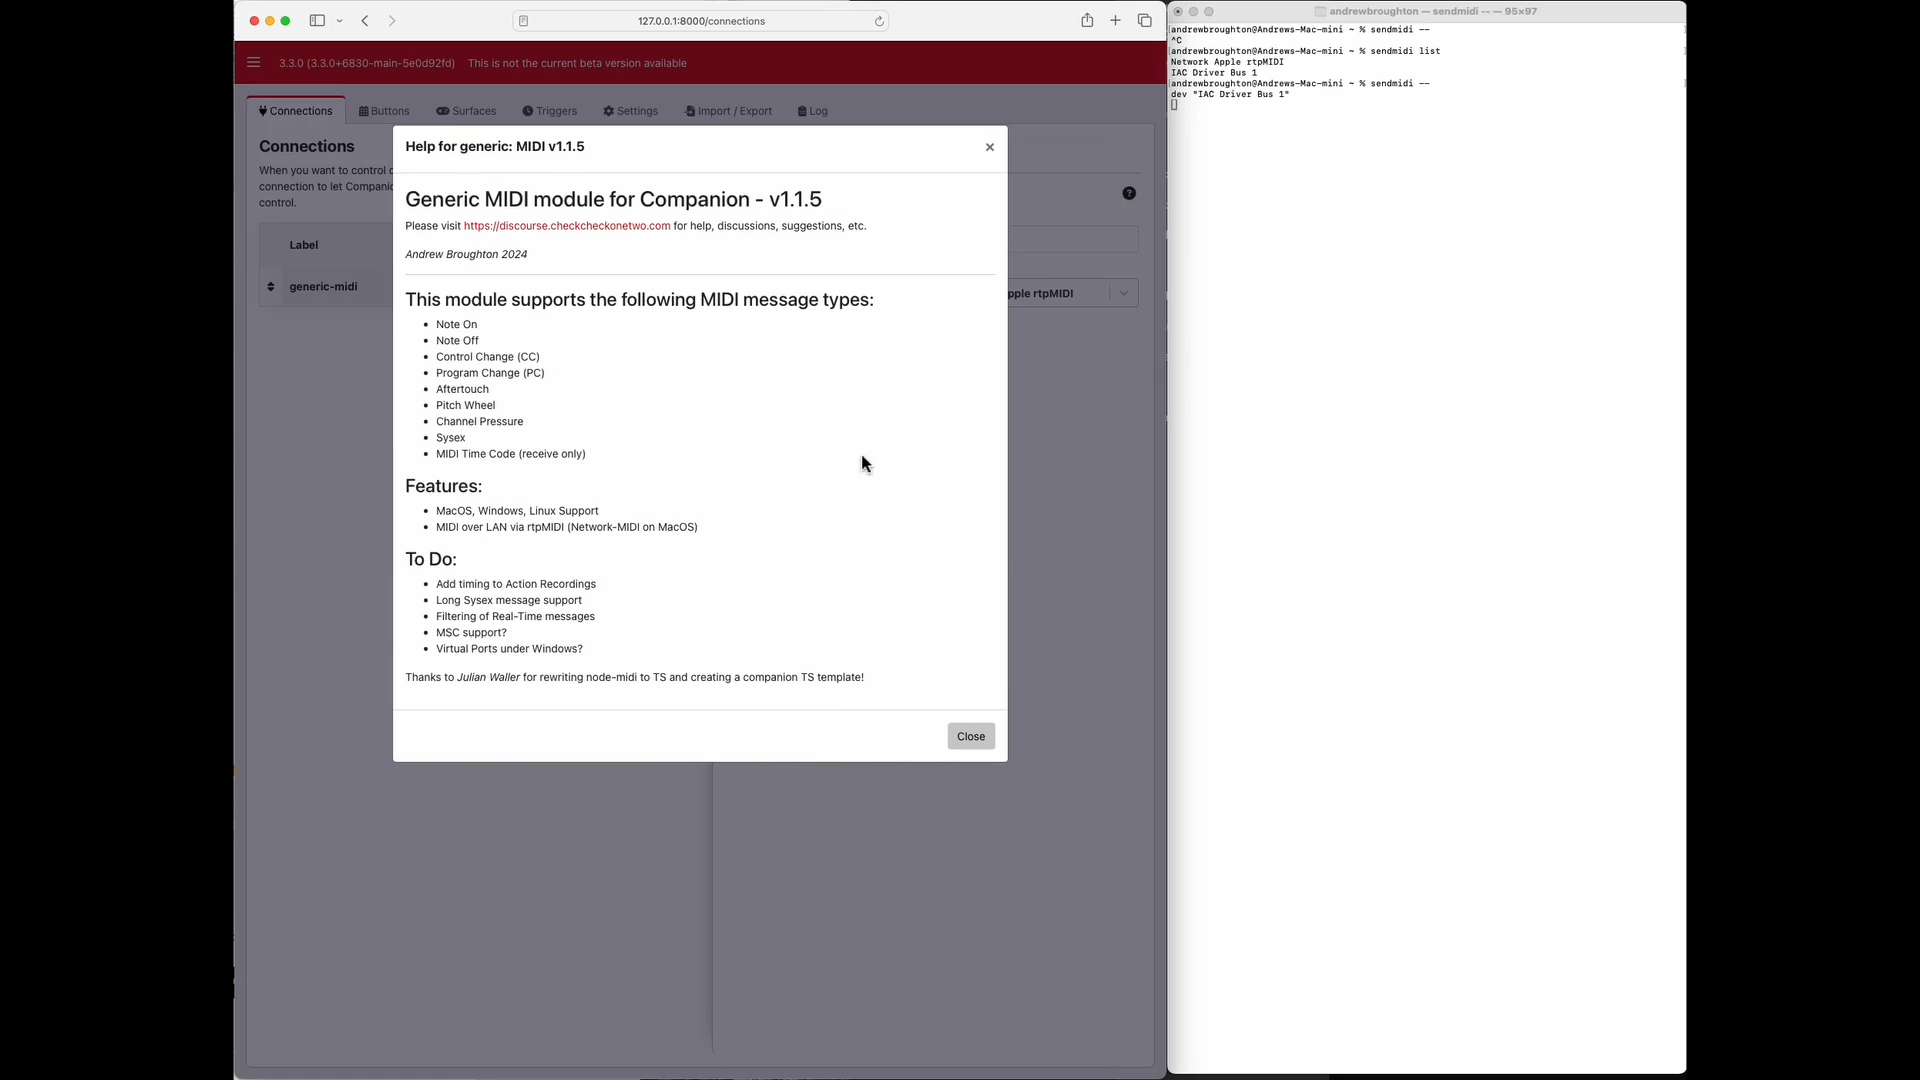 127.0.0.1:8000/connections
3.3.0 (3.3.0+6830-main-5e0d92fd) This is not the current beta version available
Connections Buttons Surfaces Triggers Settings Import / Export Log
Connections
When you want to control
connection to let Compani
control.
Label
generic-midi
pple rtpMIDI
Help for generic: MIDI v1.1.5
Generic MIDI module for Companion - v1.1.5
Please visit https://discourse.checkcheckonetwo.com for help, discussions, suggestions, etc.
Andrew Broughton 2024
This module supports the following MIDI message types:
• Note On
• Note Off
• Control Change (CC)
• Program Change (PC)
• Aftertouch
• Pitch Wheel
• Channel Pressure
• Sysex
• MIDI Time Code (receive only)
Features:
• MacOS, Windows, Linux Support
• MIDI over LAN via rtpMIDI (Network-MIDI on MacOS)
To Do:
• Add timing to Action Recordings
• Long Sysex message support
• Filtering of Real-Time messages
• MSC support?
• Virtual Ports under Windows?
Thanks to Julian Waller for rewriting node-midi to TS and creating a companion TS template!
Close
andrewbroughton — sendmidi -- — 95×97
[andrewbroughton@Andrews-Mac-mini ~ % sendmidi --
^C
[andrewbroughton@Andrews-Mac-mini ~ % sendmidi list
Network Apple rtpMIDI
IAC Driver Bus 1
[andrewbroughton@Andrews-Mac-mini ~ % sendmidi --
dev "IAC Driver Bus 1"